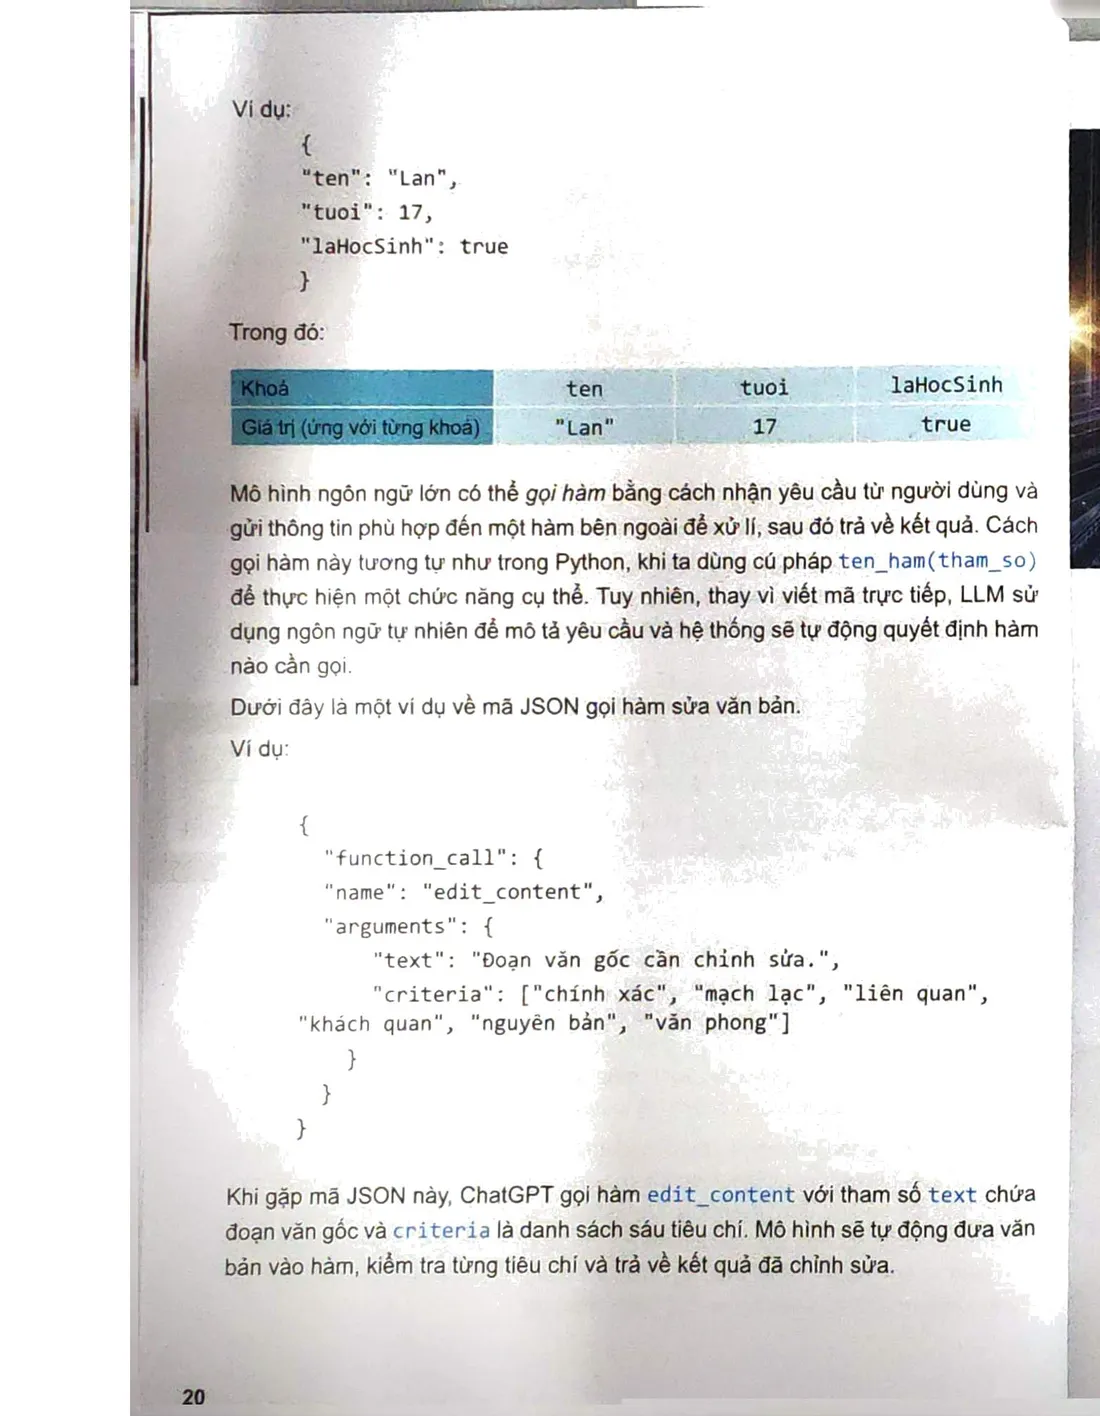 Ví dụ:
{
"ten": "Lan",
"tuoi": 17,
"laHocSinh": true
}
Trong đó:
Khoá ten tuoi laHocSinh
Giá trị (ứng với từng khoá) "Lan" 17 true
Mô hình ngôn ngữ lớn có thể gọi hàm bằng cách nhận yêu cầu từ người dùng và
gửi thông tin phù hợp đến một hàm bên ngoài để xử lí, sau đó trả về kết quả. Cách
gọi hàm này tương tự như trong Python, khi ta dùng cú pháp ten_ham(tham_so)
để thực hiện một chức năng cụ thể. Tuy nhiên, thay vì viết mã trực tiếp, LLM sử
dụng ngôn ngữ tự nhiên để mô tả yêu cầu và hệ thống sẽ tự động quyết định hàm
nào cần gọi.
Dưới đây là một ví dụ về mã JSON gọi hàm sửa văn bản.
Ví dụ:
{
"function_call": {
"name": "edit_content",
"arguments": {
"text": "Đoạn văn gốc cần chỉnh sửa.",
"criteria": ["chính xác", "mạch lạc", "liên quan",
"khách quan", "nguyên bản", "văn phong"]
}
}
}
Khi gặp mã JSON này, ChatGPT gọi hàm edit_content với tham số text chứa
đoạn văn gốc và criteria là danh sách sáu tiêu chí. Mô hình sẽ tự động đưa văn
bản vào hàm, kiểm tra từng tiêu chí và trả về kết quả đã chỉnh sửa.
20